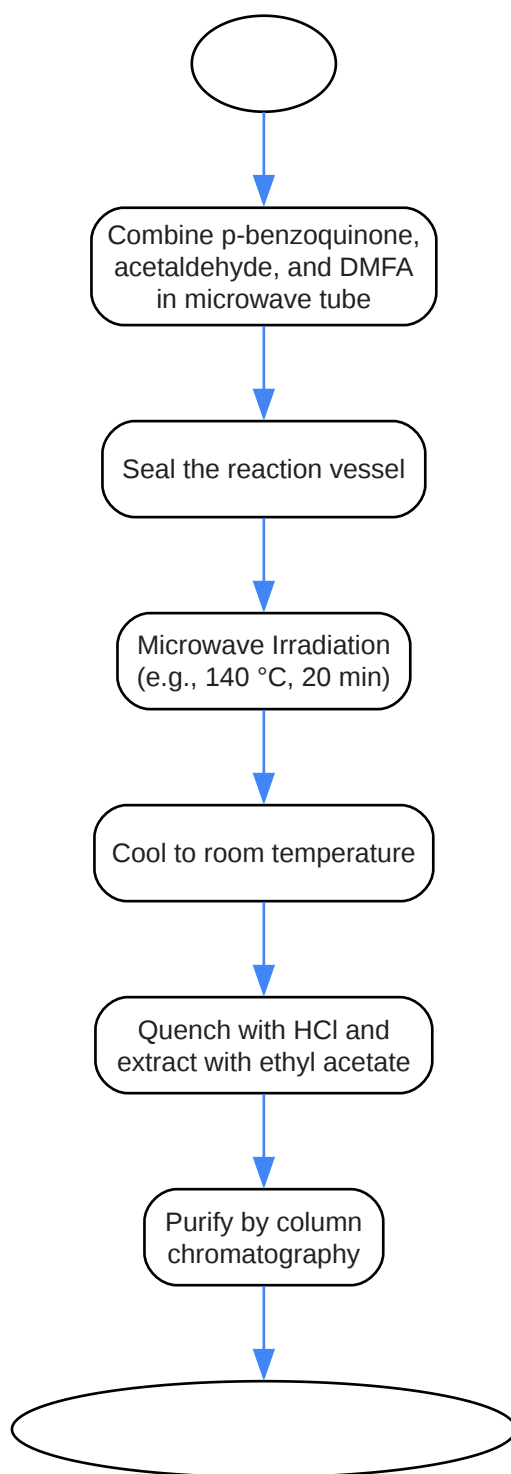 Combine p-benzoquinone,
acetaldehyde, and DMFA
in microwave tube
Seal the reaction vessel
Microwave Irradiation
(e.g., 140 °C, 20 min)
Cool to room temperature
Quench with HCl and
extract with ethyl acetate
Purify by column
chromatography